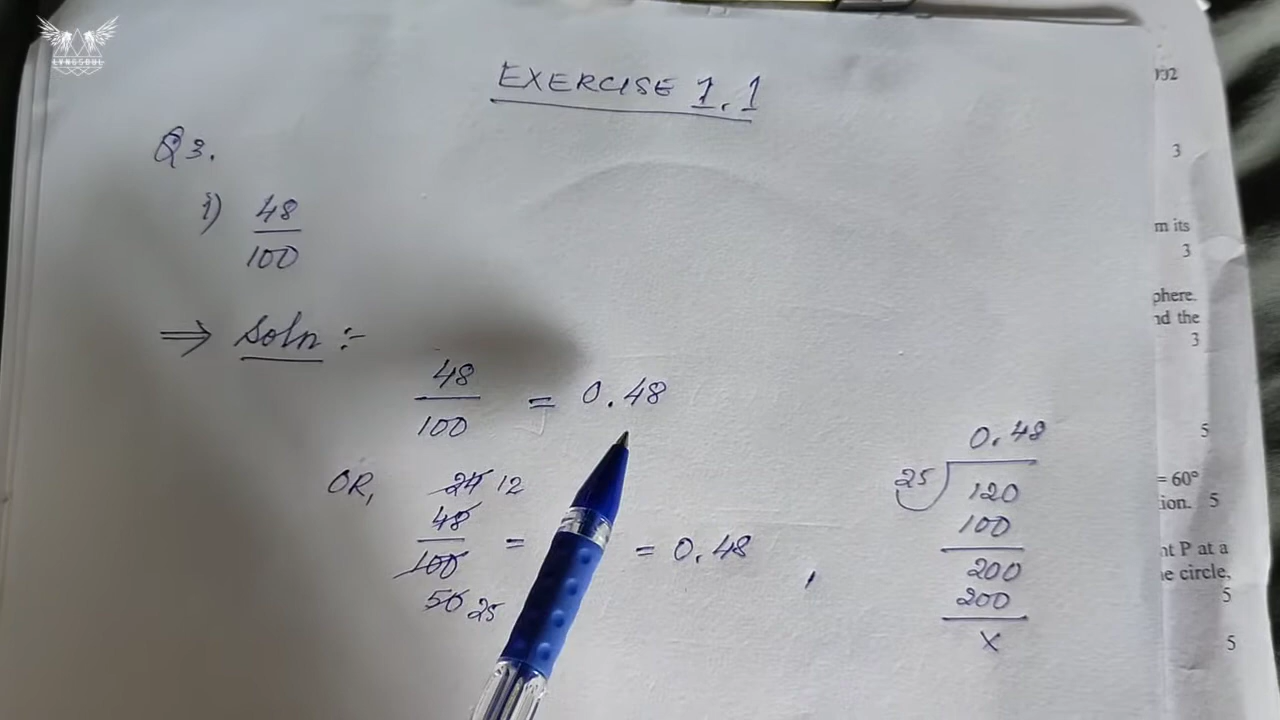 LYNGSDUL
EXERCISE 1.1
Q3.
i) 48
100
⇒ Soln :-
48
100 = 0.48
OR, 24 12
48
100 = = 0.48 ,
50 25
0.48
25 120
100
200
200
x
3
m its
3
phere.
nd the
3
5
= 60°
ion. 5
nt P at a
e circle,
5
5